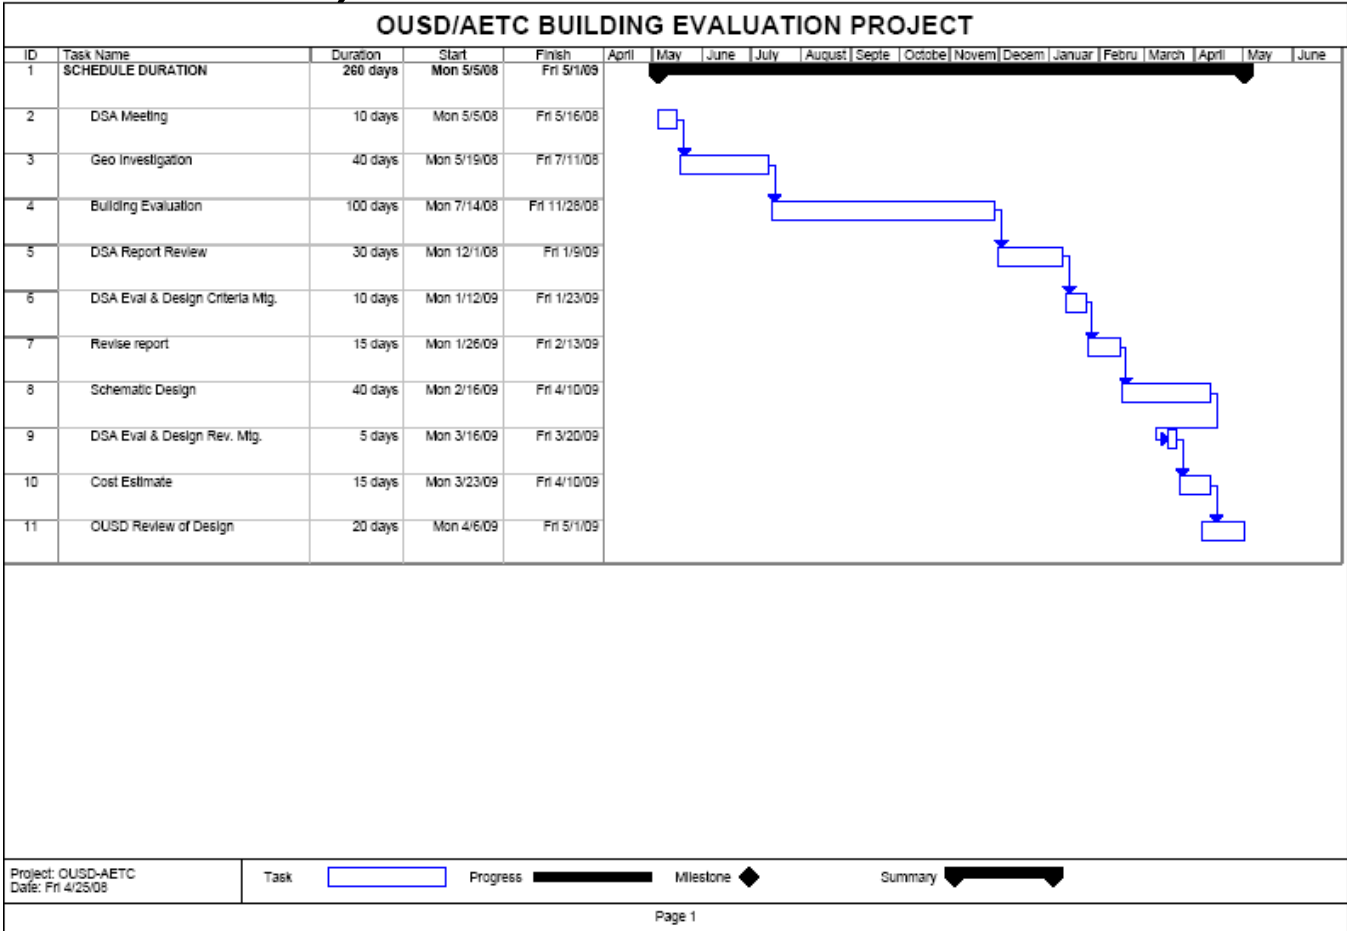 OUSD/AETC BUILDING EVALUATION PROJECT
ID Task Name Duration Start Finish April May June July August Septe Octobe Novem Decem Januar Febru March April May June
1 SCHEDULE DURATION 260 days Mon 5/5/08 Fri 5/1/09
2 DSA Meeting 10 days Mon 5/5/08 Fri 5/16/08
3 Geo Investigation 40 days Mon 5/19/08 Fri 7/11/08
4 Building Evaluation 100 days Mon 7/14/08 Fri 11/28/08
5 DSA Report Review 30 days Mon 12/1/08 Fri 1/9/09
6 DSA Eval & Design Criteria Mtg. 10 days Mon 1/12/09 Fri 1/23/09
7 Revise report 15 days Mon 1/26/09 Fri 2/13/09
8 Schematic Design 40 days Mon 2/16/09 Fri 4/10/09
9 DSA Eval & Design Rev. Mtg. 5 days Mon 3/16/09 Fri 3/20/09
10 Cost Estimate 15 days Mon 3/23/09 Fri 4/10/09
11 OUSD Review of Design 20 days Mon 4/6/09 Fri 5/1/09
Project: OUSD-AETC
Date: Fri 4/25/08
Task Progress Milestone Summary
Page 1